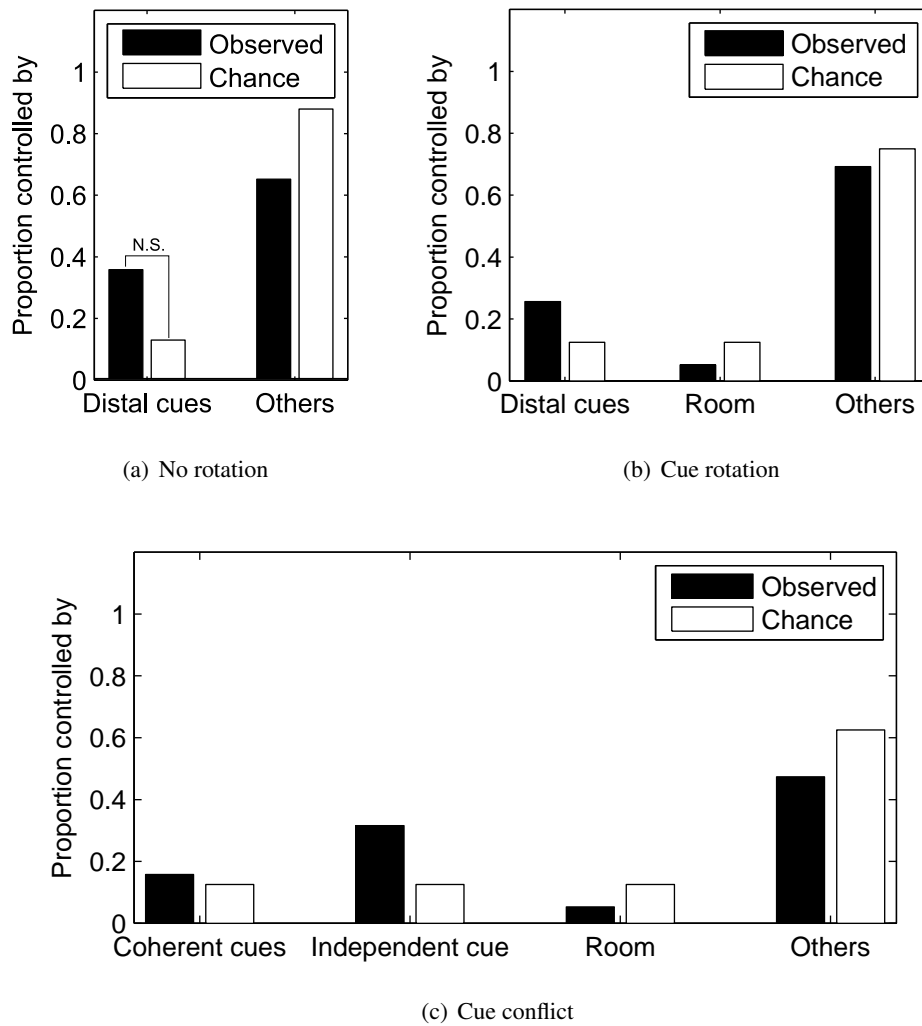 Observed
Chance
Proportion controlled by
1
0.8
0.6
0.4
0.2
0
N.S.
Distal cues Others
(a) No rotation
Observed
Chance
Proportion controlled by
1
0.8
0.6
0.4
0.2
0
Distal cues Room Others
(b) Cue rotation
Observed
Chance
Proportion controlled by
1
0.8
0.6
0.4
0.2
0
Coherent cues Independent cue Room Others
(c) Cue conflict